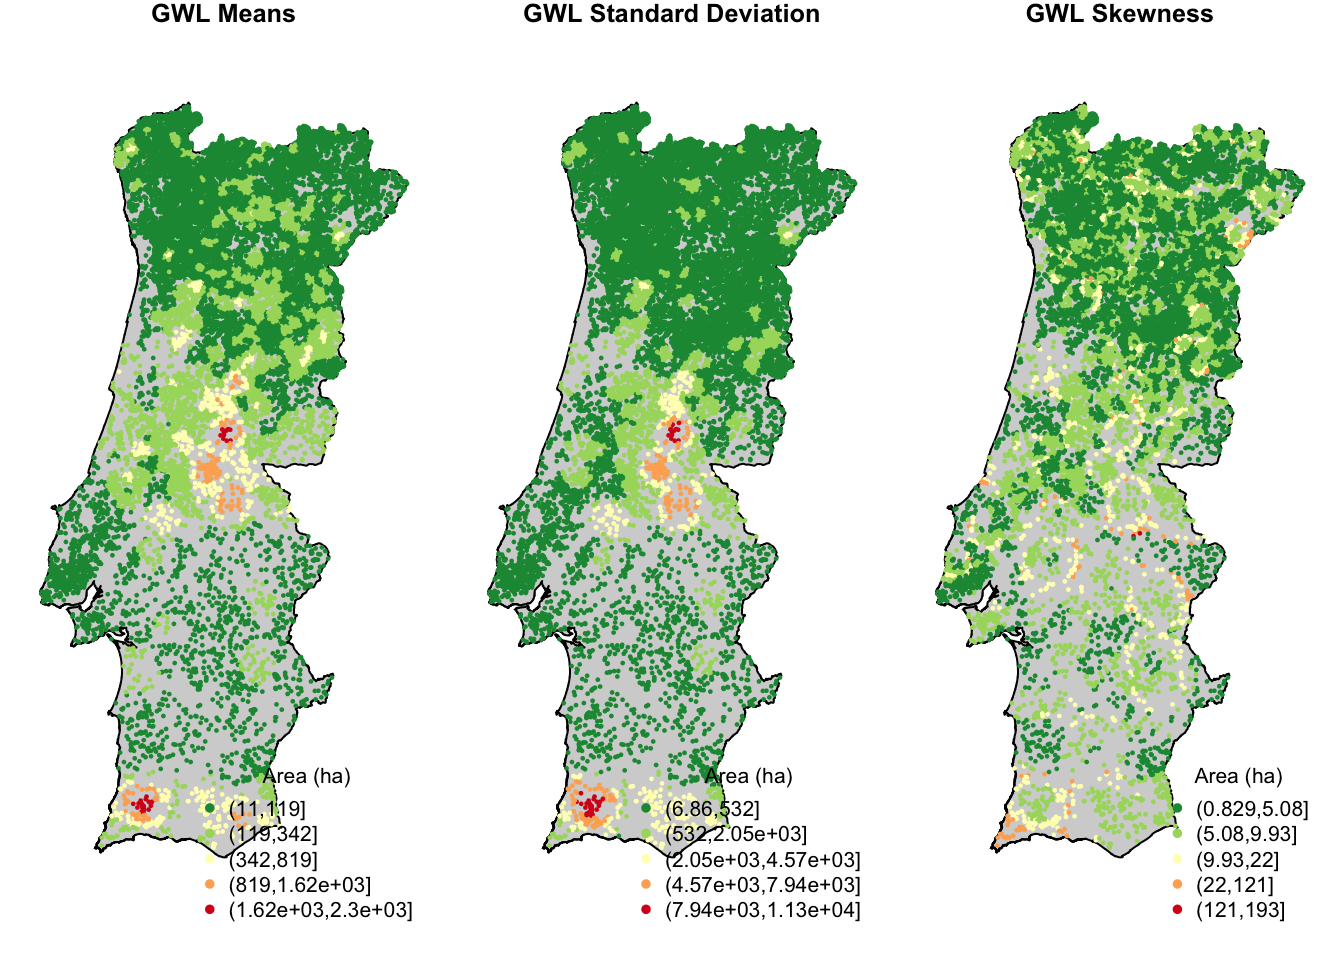 GWL Means
GWL Standard Deviation
GWL Skewness
Area (ha)
(11,119]
(119,342]
(342,819]
(819,1.62e+03]
(1.62e+03,2.3e+03]
Area (ha)
(6.86,532]
(532,2.05e+03]
(2.05e+03,4.57e+03]
(4.57e+03,7.94e+03]
(7.94e+03,1.13e+04]
Area (ha)
(0.829,5.08]
(5.08,9.93]
(9.93,22]
(22,121]
(121,193]